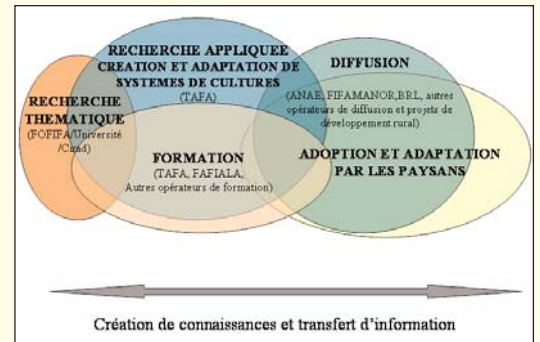 RECHERCHE APPLIQUEE
CREATION ET ADAPTATION DE
SYSTEMES DE CULTURES
(TAFA)
DIFFUSION
(ANAE, FIFAMANOR,BRL, autres
opérateurs de diffusion et projets de
développement rural)
RECHERCHE
THEMATIQUE
(FOFIFA/Université
/Cirad)
FORMATION
(TAFA, FAFIALA,
Autres opérateurs de formation)
ADOPTION ET ADAPTATION
PAR LES PAYSANS
Création de connaissances et transfert d'information